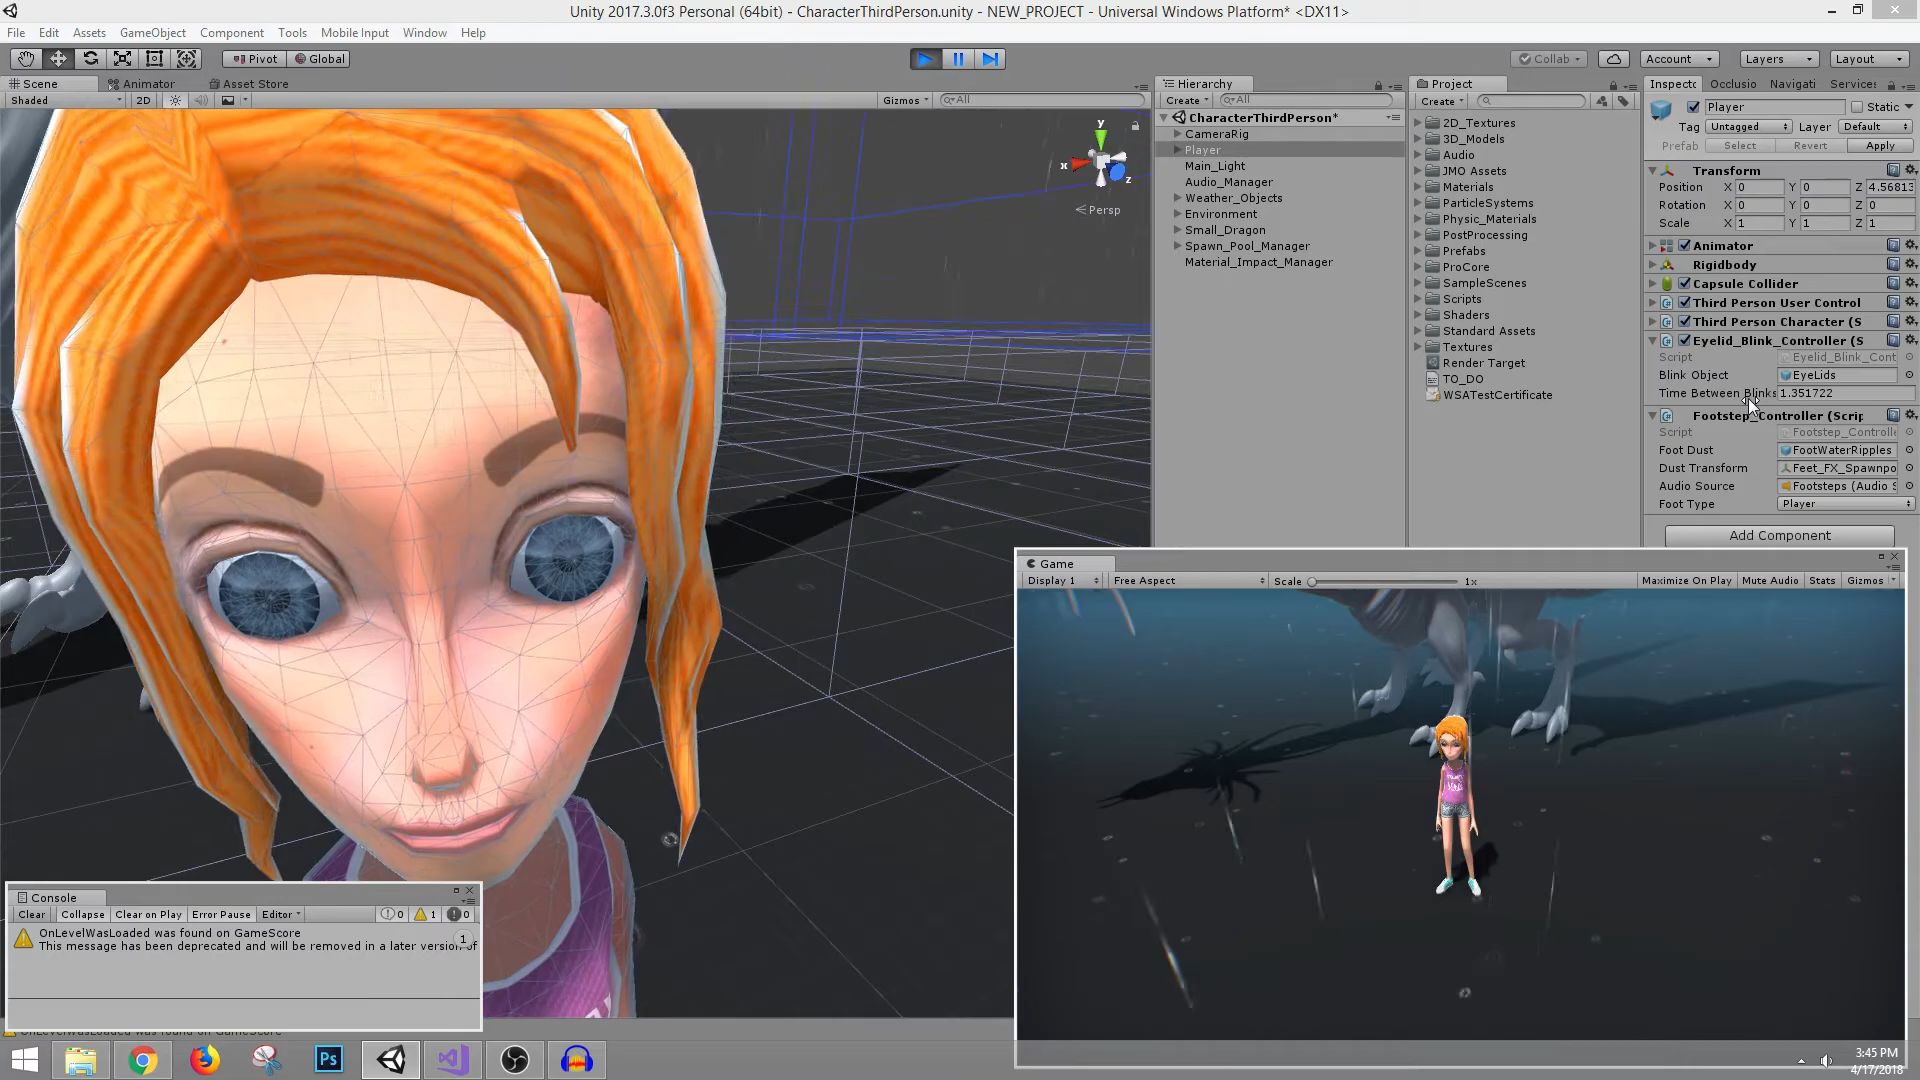 Unity 2017.3.0f3 Personal (64bit) - CharacterThirdPerson.unity - NEW_PROJECT - Universal Windows Platform* <DX11>
File Edit Assets GameObject Component Tools Mobile Input Window Help
Pivot Global Collab Account Layers Layout
Scene Animator Asset Store
Shaded 2D Gizmos All
y
x
z
Persp
Hierarchy
Create All
CharacterThirdPerson*
CameraRig
Player
Main_Light
Audio_Manager
Weather_Objects
Environment
Small_Dragon
Spawn_Pool_Manager
Material_Impact_Manager
Project
Create
2D_Textures
3D_Models
Audio
JMO Assets
Materials
ParticleSystems
Physic_Materials
PostProcessing
Prefabs
ProCore
SampleScenes
Scripts
Shaders
Standard Assets
Textures
Render Target
TO_DO
WSATestCertificate
Inspecto Occlusio Navigati Services
Player Static
Tag Untagged Layer Default
Prefab Select Revert Apply
Transform
Position X 0 Y 0 Z 4.56813
Rotation X 0 Y 0 Z 0
Scale X 1 Y 1 Z 1
Animator
Rigidbody
Capsule Collider
Third Person User Control
Third Person Character (S
Eyelid_Blink_Controller (S
Script Eyelid_Blink_Cont
Blink Object EyeLids
Time Between Blinks 1.351722
Footstep_Controller (Scrip
Script Footstep_Controlle
Foot Dust FootWaterRipples
Dust Transform Feet_FX_Spawnpo
Audio Source Footsteps (Audio S
Foot Type Player
Add Component
Game
Display 1 Free Aspect Scale 1x Maximize On Play Mute Audio Stats Gizmos
Console
Clear Collapse Clear on Play Error Pause Editor 0 1 0
OnLevelWasLoaded was found on GameScore
This message has been deprecated and will be removed in a later version of
1
OnLevelWasLoaded was found on GameScore
Ps
3:45 PM
4/17/2018